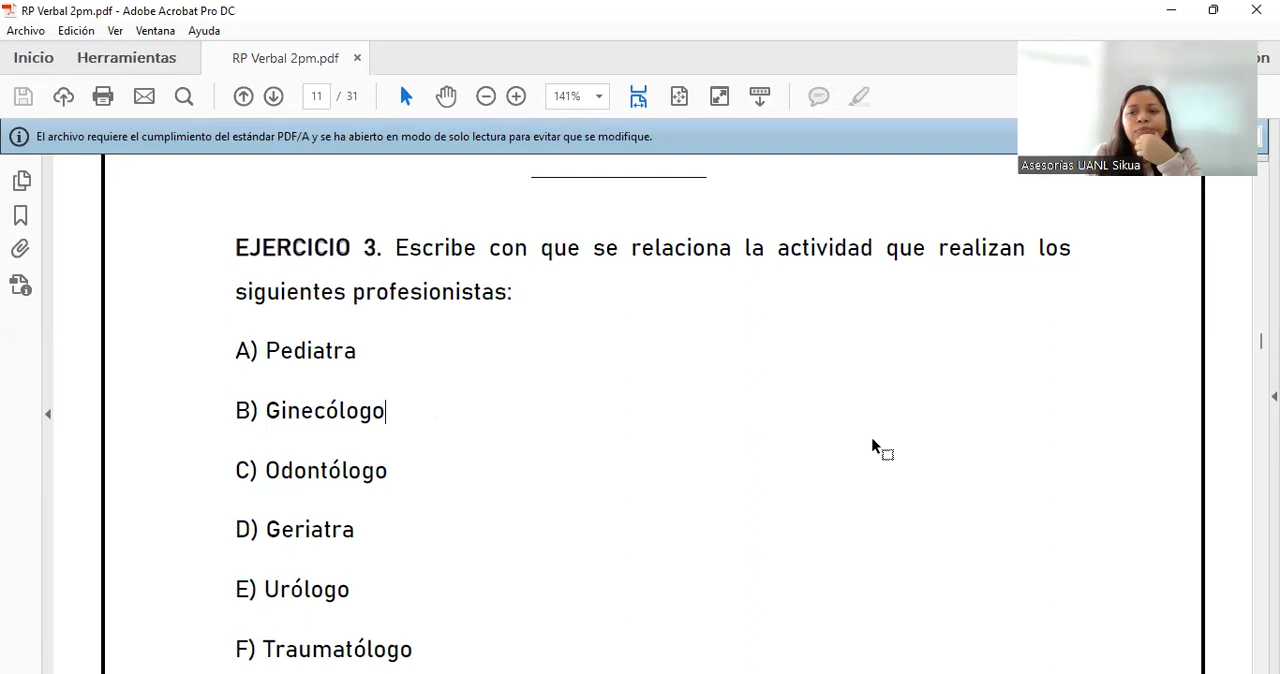 RP Verbal 2pm.pdf - Adobe Acrobat Pro DC
Archivo Edición Ver Ventana Ayuda
Inicio Herramientas RP Verbal 2pm.pdf ×
11 / 31 141%
El archivo requiere el cumplimiento del estándar PDF/A y se ha abierto en modo de solo lectura para evitar que se modifique.
Asesorías UANL Sikua
EJERCICIO 3. Escribe con que se relaciona la actividad que realizan los
siguientes profesionistas:
A) Pediatra
B) Ginecólogo
C) Odontólogo
D) Geriatra
E) Urólogo
F) Traumatólogo